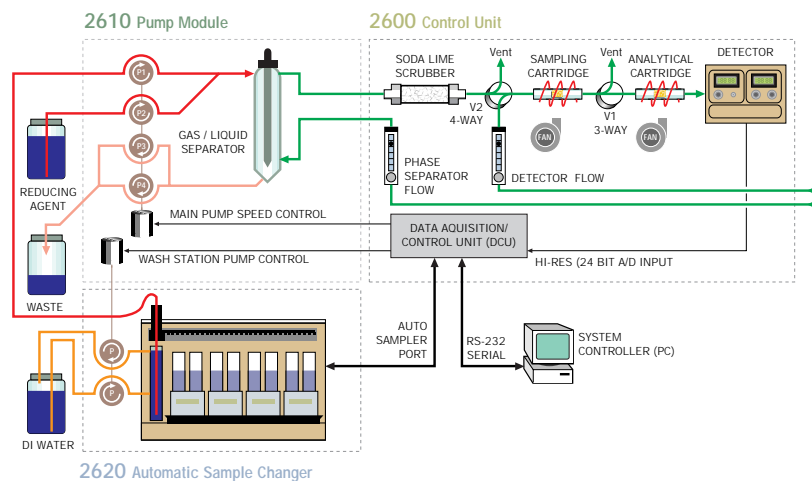 2610 Pump Module
2600 Control Unit
SODA LIME
SCRUBBER
Vent
V2
4-WAY
SAMPLING
CARTRIDGE
FAN
Vent
V1
3-WAY
ANALYTICAL
CARTRIDGE
FAN
DETECTOR
P1
P2
P3
P4
GAS / LIQUID
SEPARATOR
REDUCING
AGENT
WASTE
PHASE
SEPARATOR
FLOW
DETECTOR FLOW
MAIN PUMP SPEED CONTROL
WASH STATION PUMP CONTROL
DATA AQUISITION/
CONTROL UNIT (DCU)
HI-RES (24 BIT A/D INPUT
AUTO
SAMPLER
PORT
RS-232
SERIAL
SYSTEM
CONTROLLER (PC)
P
P
DI WATER
2620 Automatic Sample Changer